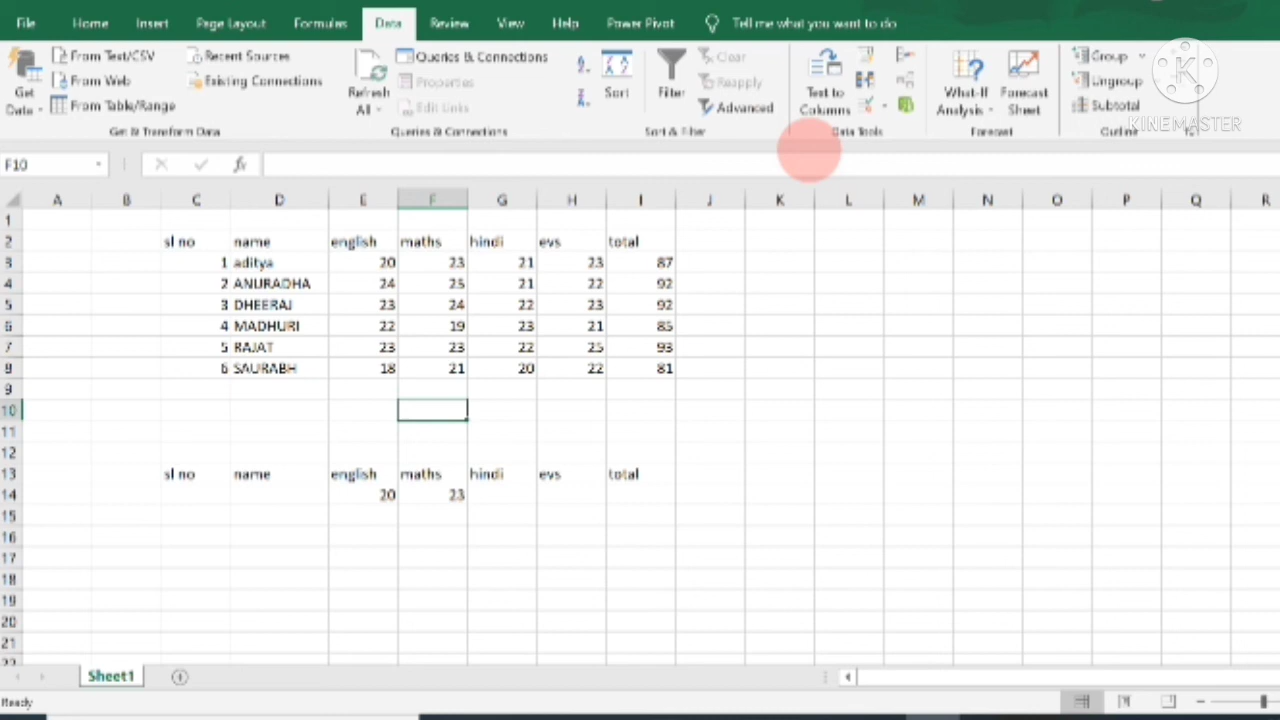 File Home Insert Page Layout Formulas Data Review View Help Power Pivot Tell me what you want to do
From Text/CSV Recent Sources Queries & Connections Clear Group
From Web Existing Connections Properties Reapply Ungroup
Get Data From Table/Range Refresh All Edit Links Sort Filter Advanced Text to Columns What-If Analysis Forecast Sheet Subtotal
KINEMASTER
Get & Transform Data Queries & Connections Sort & Filter Data Tools Forecast Outline
F10 fx
A B C D E F G H I J K L M N O P Q R
1
2 sl no name english maths hindi evs total
3 1 aditya 20 23 21 23 87
4 2 ANURADHA 24 25 21 22 92
5 3 DHEERAJ 23 24 22 23 92
6 4 MADHURI 22 19 23 21 85
7 5 RAJAT 23 23 22 25 93
8 6 SAURABH 18 21 20 22 81
9
10
11
12
13 sl no name english maths hindi evs total
14 20 23
15
16
17
18
19
20
21
22
Sheet1
Ready